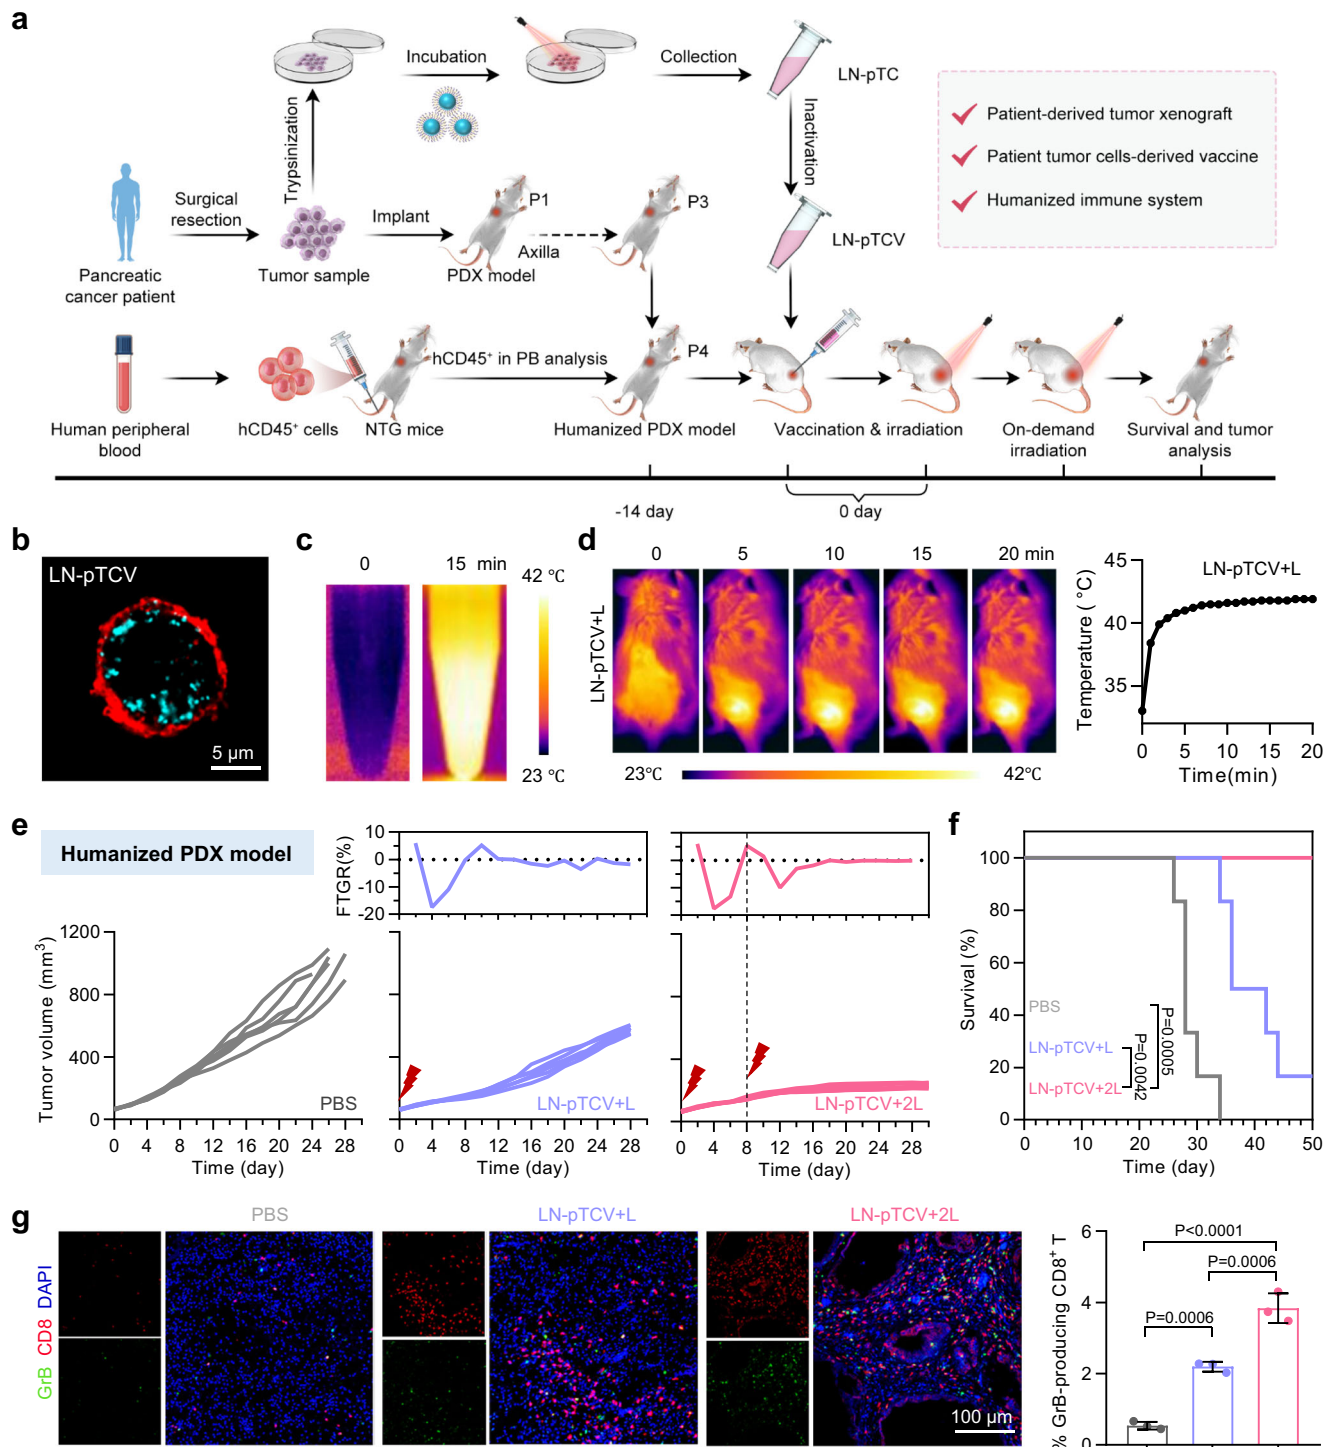 a
Incubation
Collection
LN-pTC
Trypsinization
Inactivation
Patient-derived tumor xenograft
Patient tumor cells-derived vaccine
Humanized immune system
Surgical
resection
Implant
P1
P3
Axilla
LN-pTCV
Pancreatic
cancer patient
Tumor sample
PDX model
hCD45⁺ in PB analysis
P4
Human peripheral
blood
hCD45⁺ cells
NTG mice
Humanized PDX model
Vaccination & irradiation
On-demand
irradiation
Survival and tumor
analysis
-14 day
0 day
b
LN-pTCV
5 µm
c
0
15 min
42 ℃
23 ℃
d
0 5 10 15 20 min
LN-pTCV+L
23℃
42℃
Temperature ( °C)
45
40
35
LN-pTCV+L
0 5 10 15 20
Time(min)
e
Humanized PDX model
FTGR(%)
10
0
-10
-20
Tumor volume (mm³)
1200
800
400
0
PBS
LN-pTCV+L
LN-pTCV+2L
0 4 8 12 16 20 24 28
0 4 8 12 16 20 24 28
0 4 8 12 16 20 24 28
Time (day)
Time (day)
Time (day)
f
Survival (%)
100
80
60
40
20
0
PBS
LN-pTCV+L
LN-pTCV+2L
P=0.0042
P=0.0005
0 10 20 30 40 50
Time (day)
g
PBS
LN-pTCV+L
LN-pTCV+2L
GrB CD8 DAPI
100 µm
% GrB-producing CD8⁺ T
6
4
2
0
P<0.0001
P=0.0006
P=0.0006